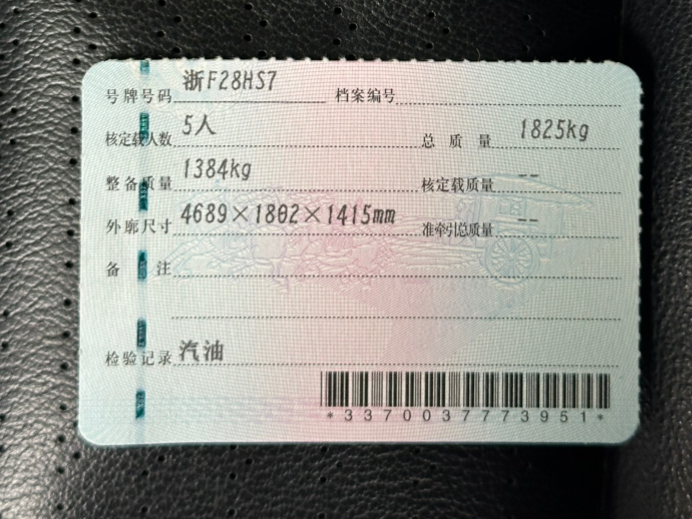 号牌号码 浙F28HS7 档案编号
核定载人数 5人 总质量 1825kg
整备质量 1384kg 核定载质量 --
外廓尺寸 4689×1802×1415mm 准牵引总质量 --
备注
检验记录 汽油
*3370037773951*